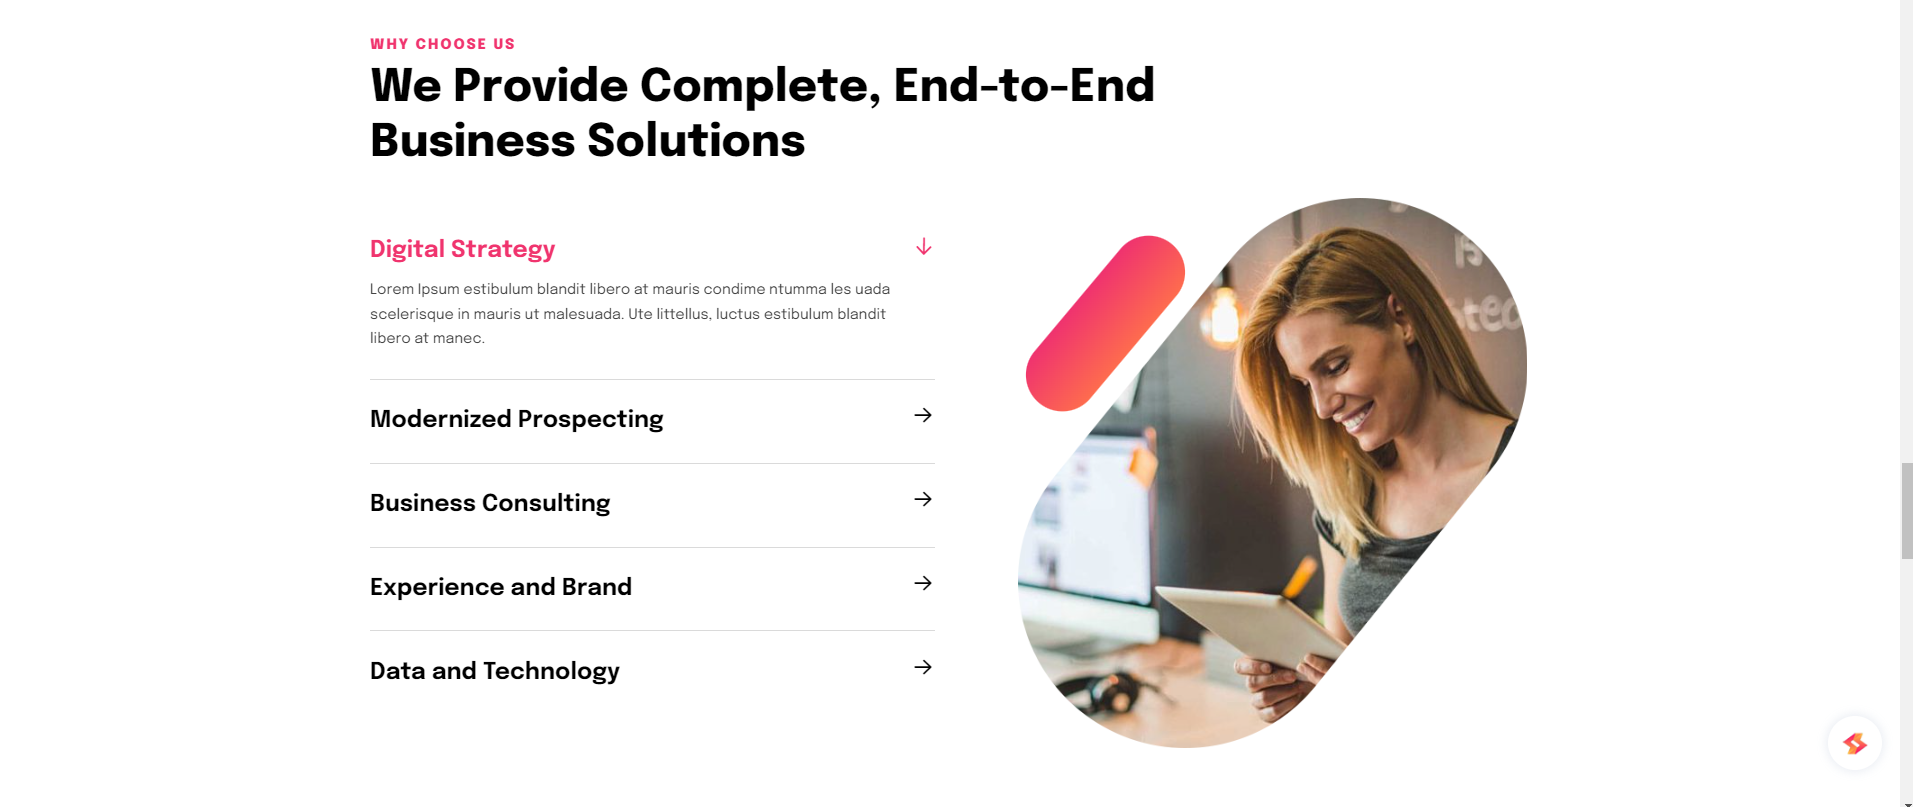 WHY CHOOSE US
We Provide Complete, End-to-End
Business Solutions
Digital Strategy
Lorem Ipsum estibulum blandit libero at mauris condime ntumma les uada
scelerisque in mauris ut malesuada. Ute littellus, luctus estibulum blandit
libero at manec.
Modernized Prospecting
Business Consulting
Experience and Brand
Data and Technology